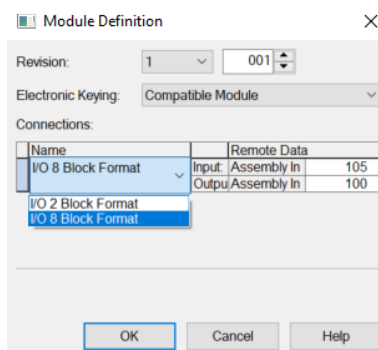 Module Definition
Revision: 1 001
Electronic Keying: Compatible Module
Connections:
Name Remote Data
I/O 8 Block Format Input: Assembly In 105
Outpu Assembly In 100
I/O 2 Block Format
I/O 8 Block Format
OK Cancel Help